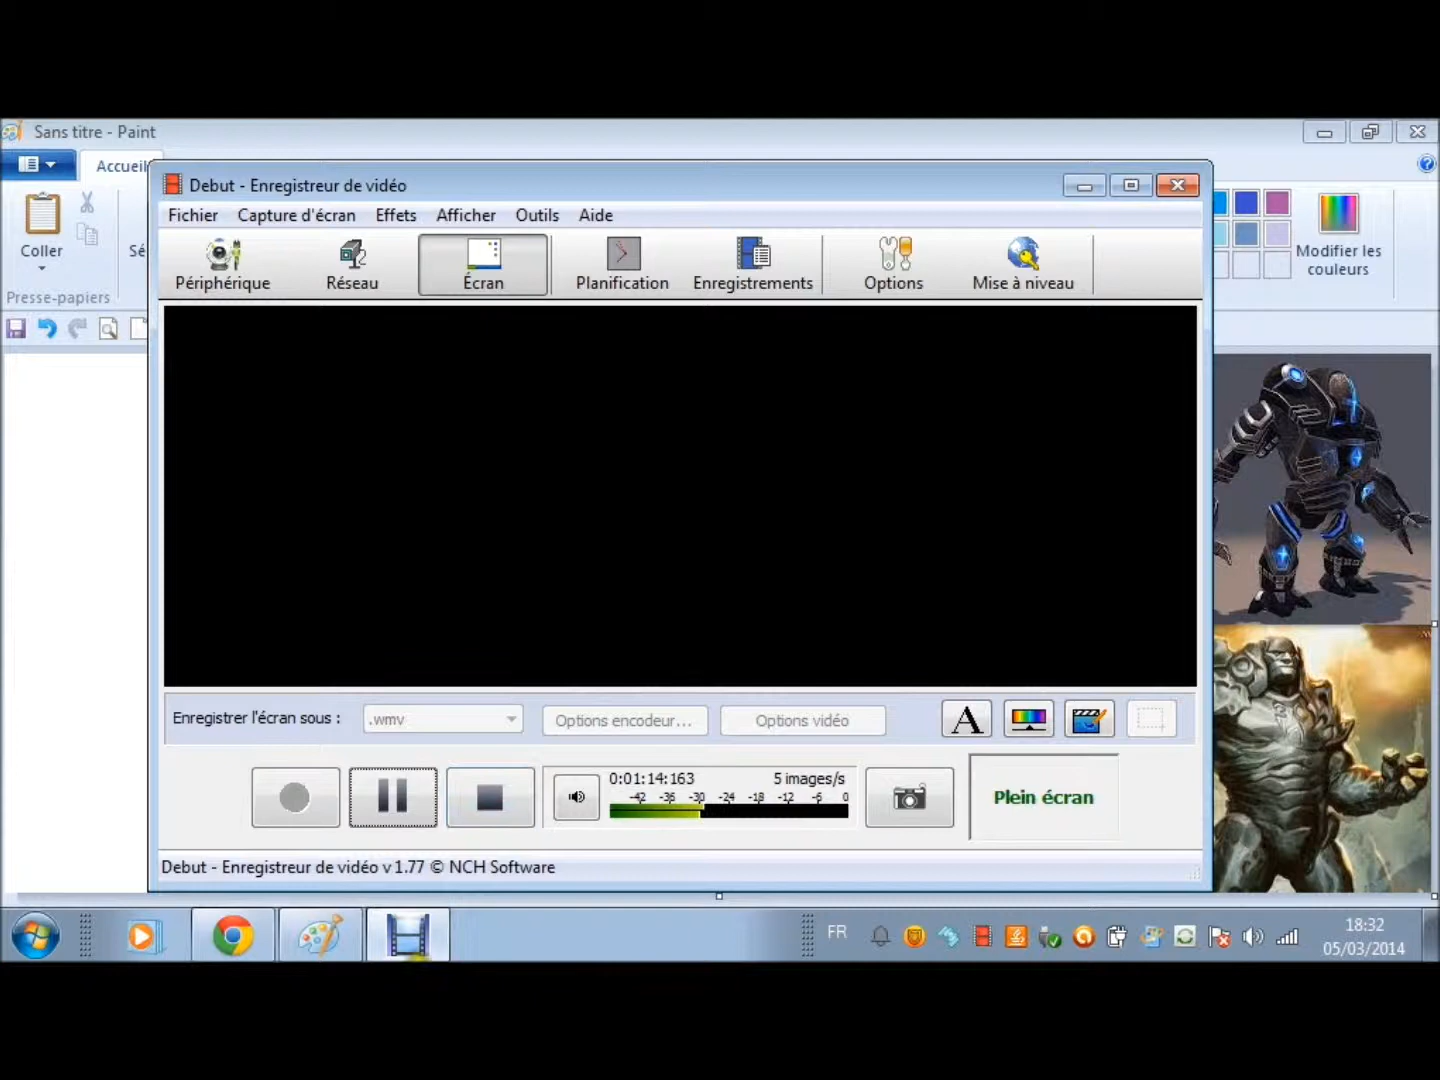 Sans titre - Paint
Accueil
Debut - Enregistreur de vidéo
Fichier Capture d'écran Effets Afficher Outils Aide
Coller
Sé
Périphérique Réseau Écran Planification Enregistrements Options Mise à niveau
Modifier les
couleurs
Presse-papiers
Enregistrer l'écran sous : .wmv Options encodeur... Options vidéo A
0:01:14:163 5 images/s
-42 -36 -30 -24 -18 -12 -6 0
Plein écran
Debut - Enregistreur de vidéo v 1.77 © NCH Software
FR
18:32
05/03/2014